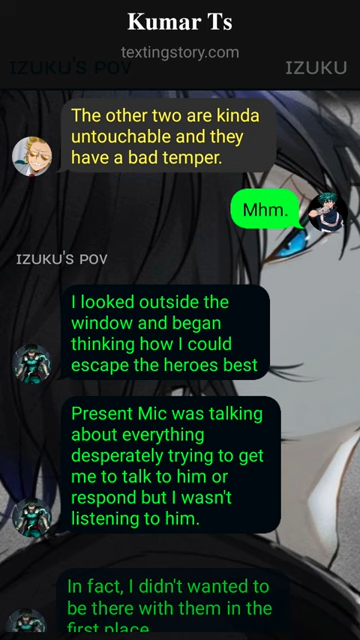 Kumar Ts
textingstory.com
IZUKU'S POV
IZUKU
The other two are kinda
untouchable and they
have a bad temper.
Mhm.
IZUKU'S POV
I looked outside the
window and began
thinking how I could
escape the heroes best
Present Mic was talking
about everything
desperately trying to get
me to talk to him or
respond but I wasn't
listening to him.
In fact, I didn't wanted to
be there with them in the
first place